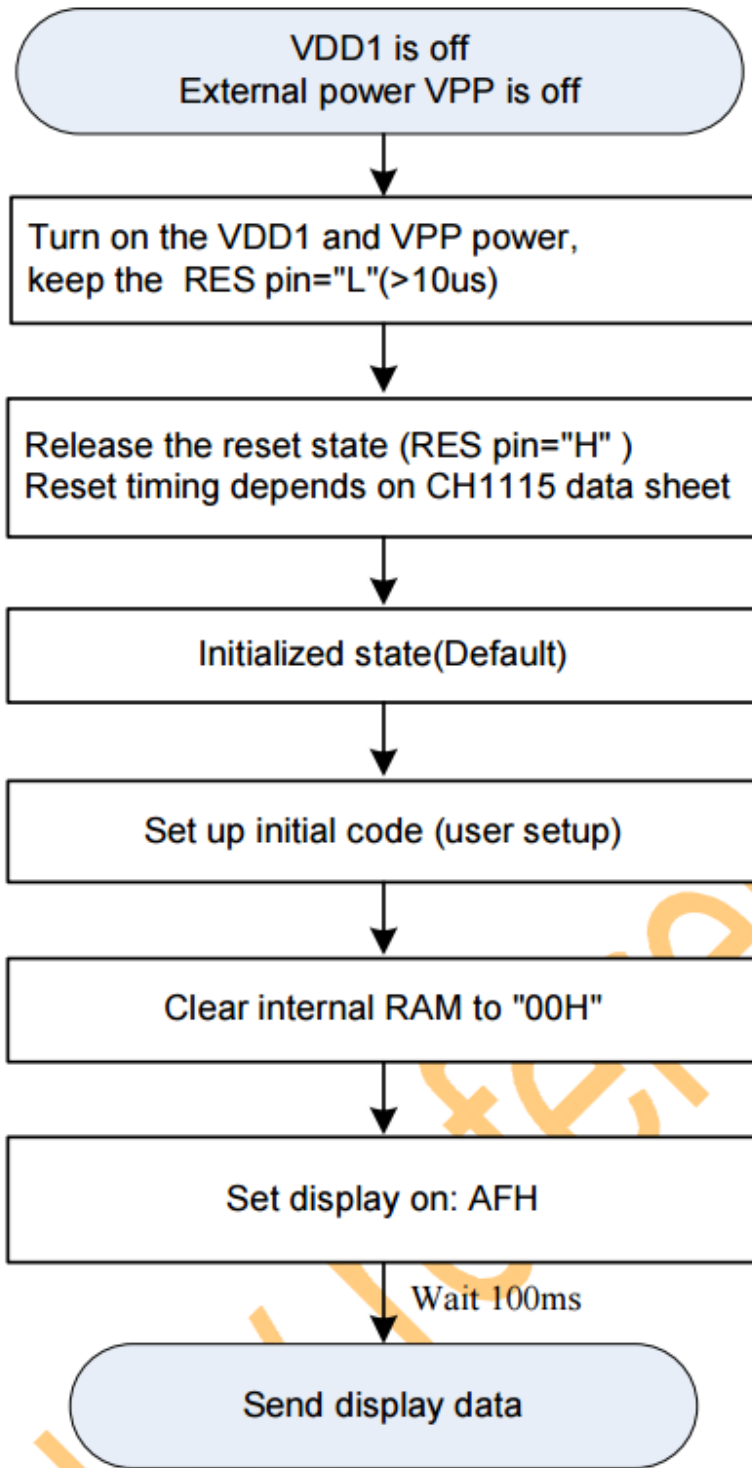 VDD1 is off
External power VPP is off
Turn on the VDD1 and VPP power,
keep the RES pin="L"(>10us)
Release the reset state (RES pin="H" )
Reset timing depends on CH1115 data sheet
Initialized state(Default)
Set up initial code (user setup)
Clear internal RAM to "00H"
Set display on: AFH
Wait 100ms
Send display data